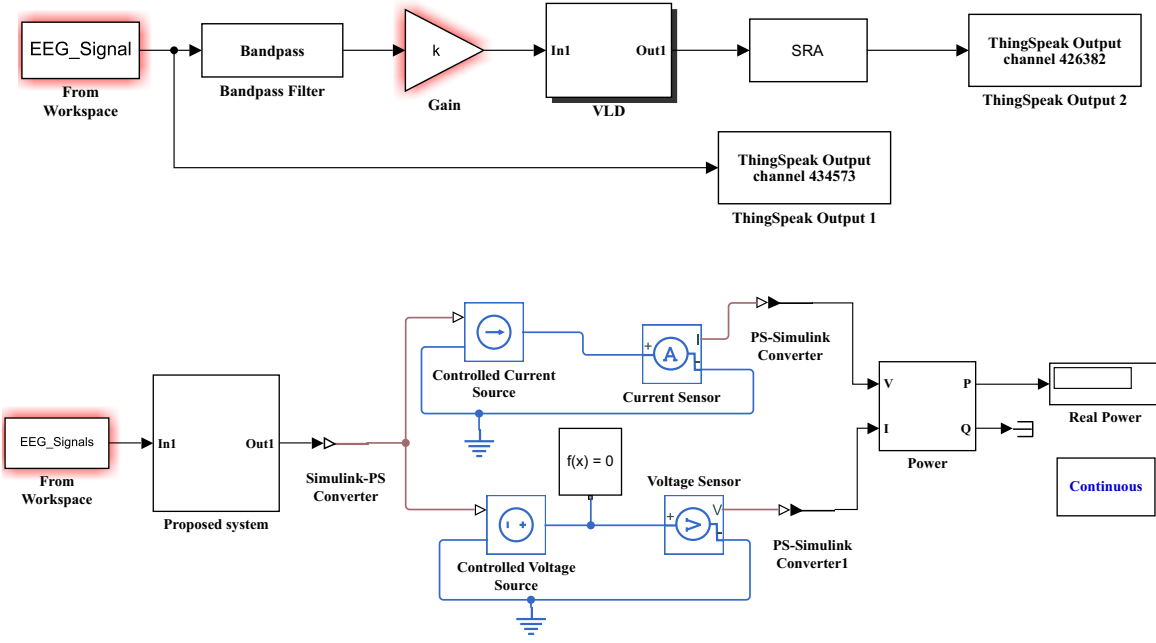 EEG_Signal
From
Workspace
Bandpass
Bandpass Filter
k
Gain
In1
Out1
VLD
SRA
ThingSpeak Output
channel 426382
ThingSpeak Output 2
ThingSpeak Output
channel 434573
ThingSpeak Output 1
EEG_Signals
From
Workspace
In1
Out1
Proposed system
Simulink-PS
Converter
Controlled Current
Source
+
A
I
-
Current Sensor
PS-Simulink
Converter
f(x) = 0
Controlled Voltage
Source
Voltage Sensor
+
V
V
-
PS-Simulink
Converter1
V
I
P
Q
Power
Real Power
Continuous